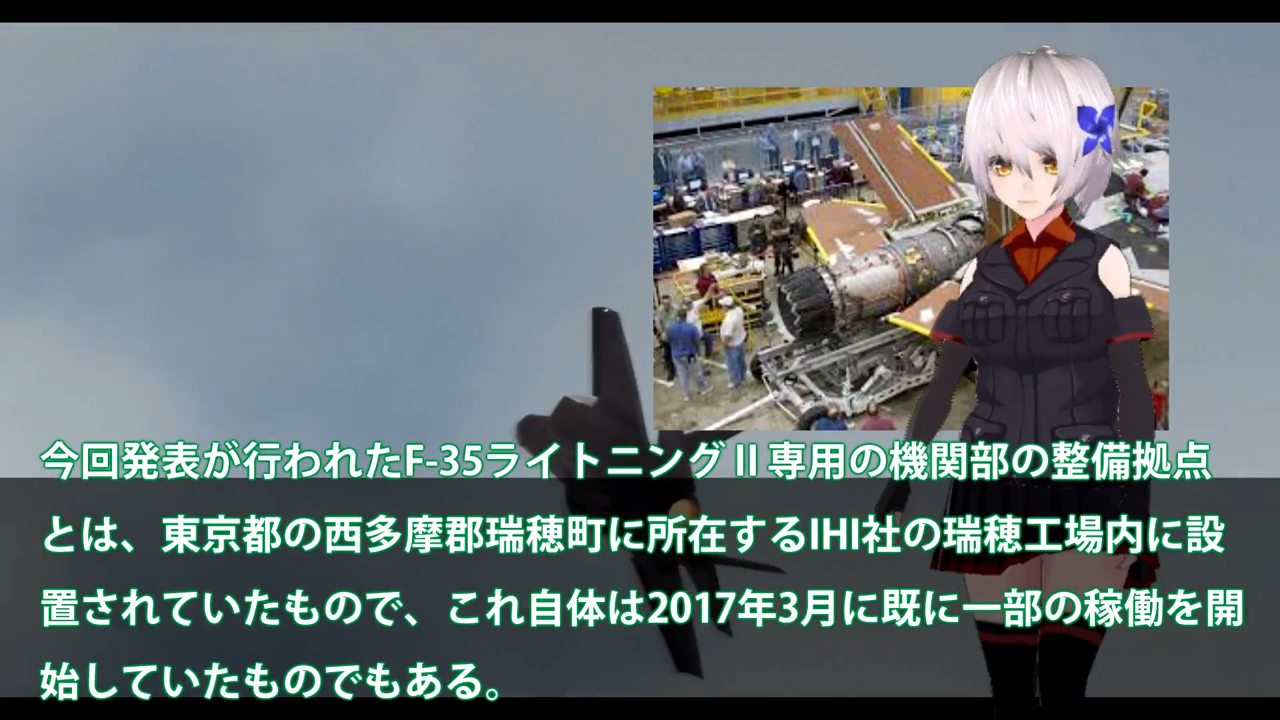 今回発表が行われたF-35ライトニングⅡ専用の機関部の整備拠点
とは、東京都の西多摩郡瑞穂町に所在するIHI社の瑞穂工場内に設
置されていたもので、これ自体は2017年3月に既に一部の稼働を開
始していたものでもある。